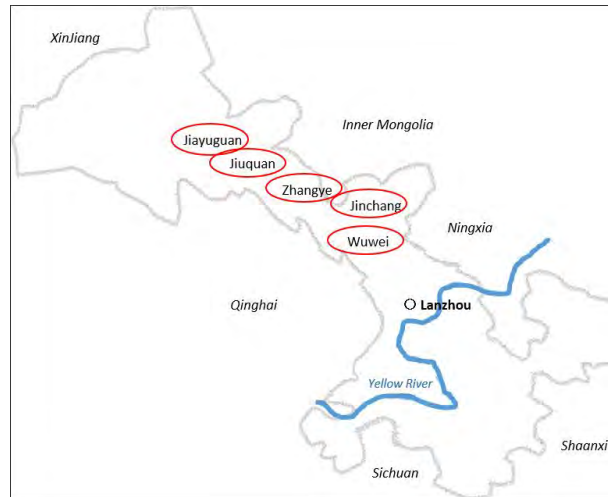 XinJiang
Inner Mongolia
Jiayuguan
Jiuquan
Zhangye
Jinchang
Ningxia
Wuwei
Qinghai
Lanzhou
Yellow River
Shaanxi
Sichuan